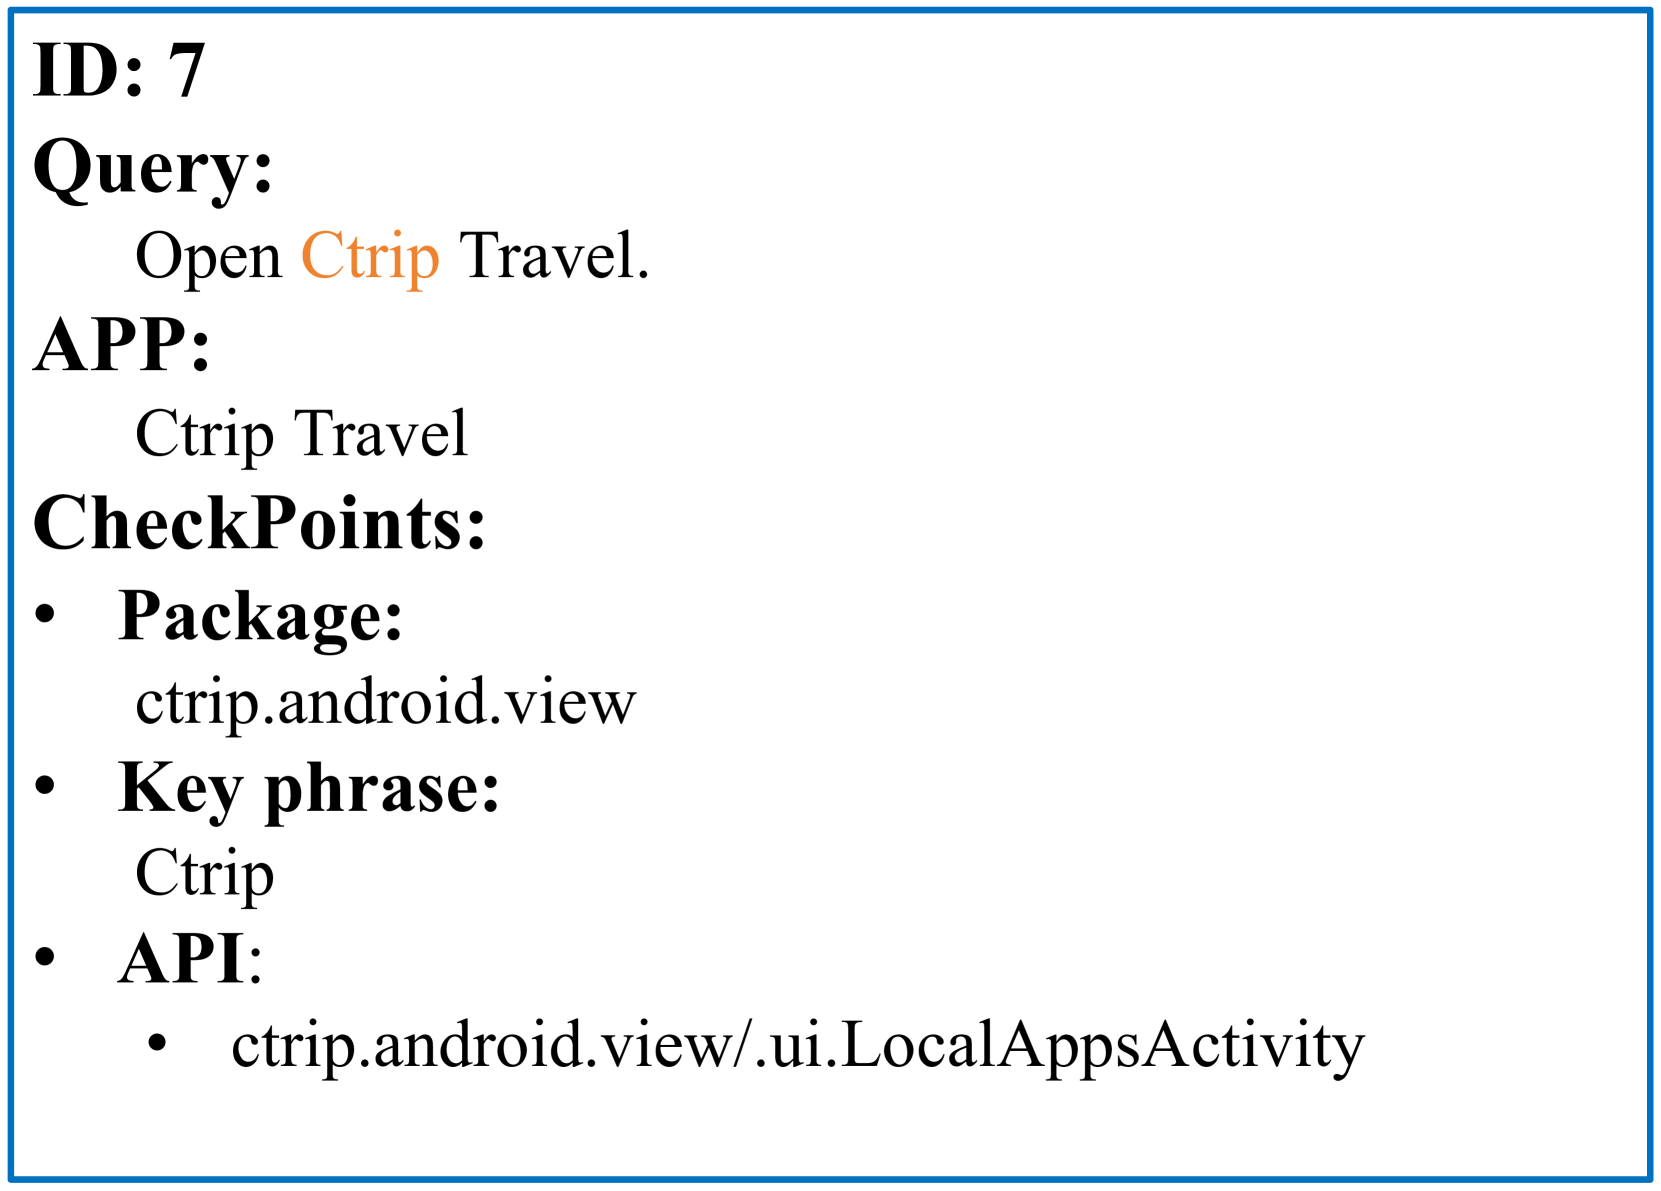 ID: 7
Query:
Open Ctrip Travel.
APP:
Ctrip Travel
CheckPoints:
• Package:
ctrip.android.view
• Key phrase:
Ctrip
• API:
• ctrip.android.view/.ui.LocalAppsActivity